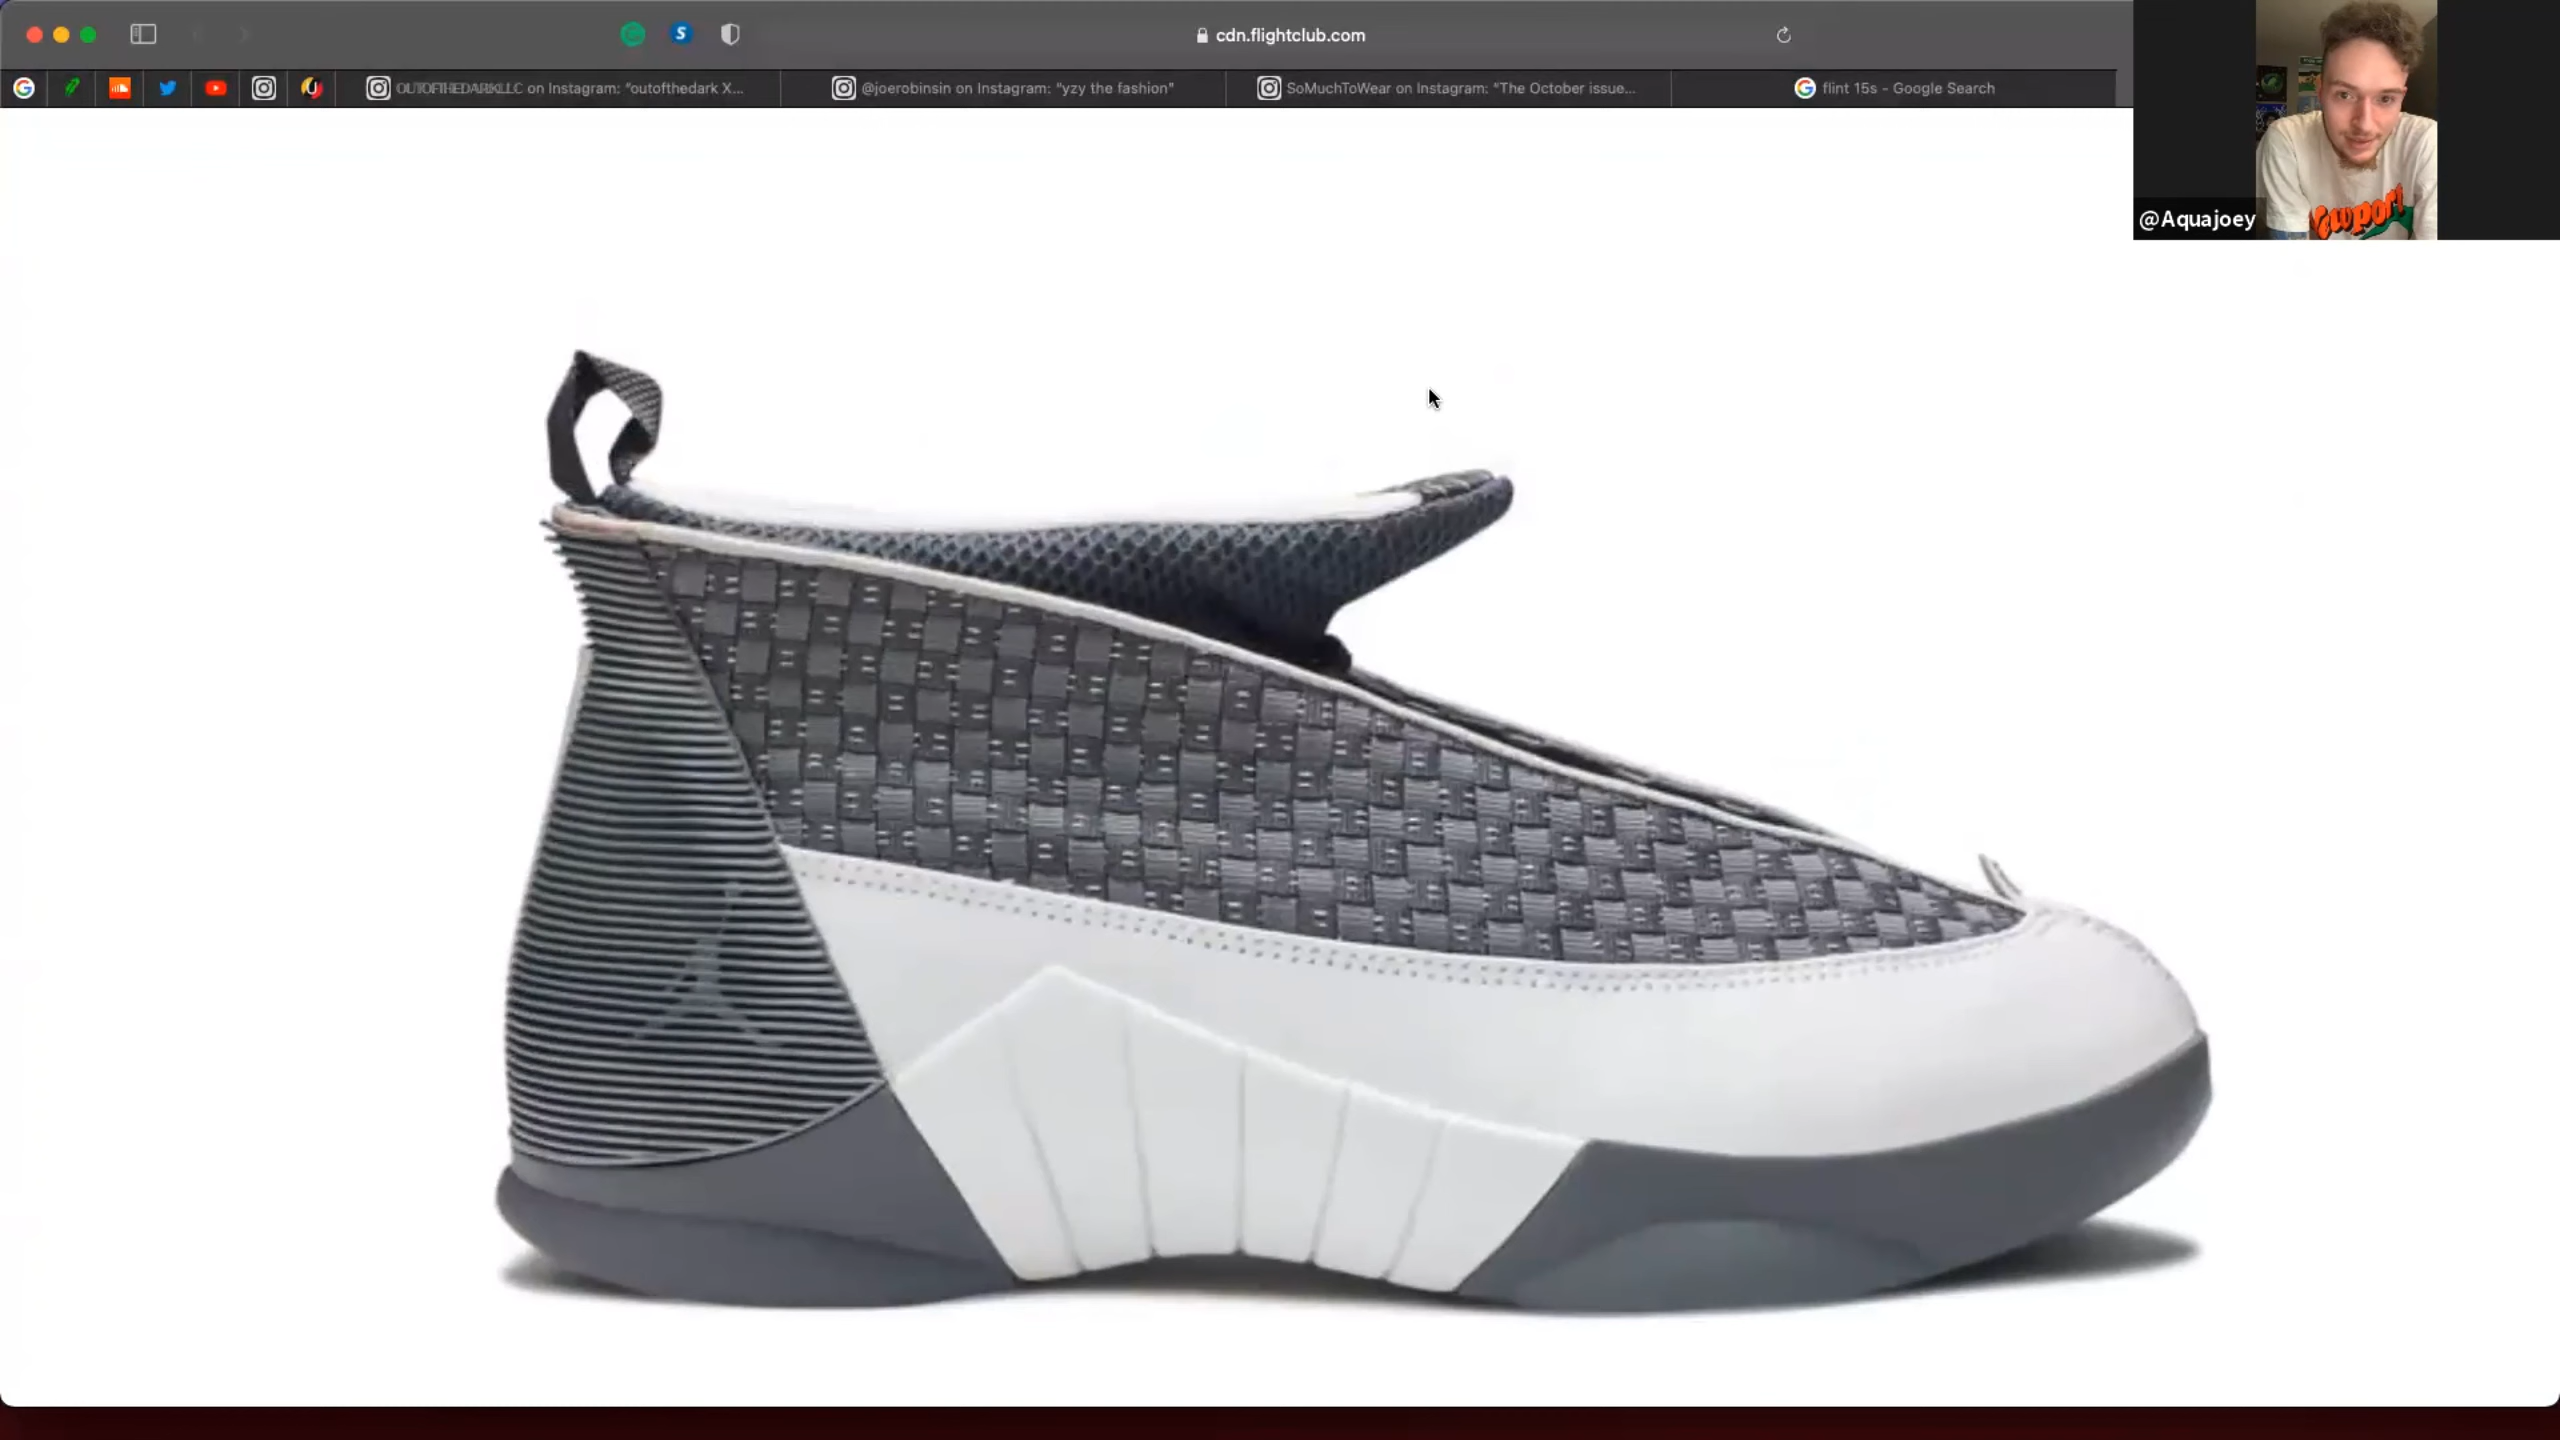 cdn.flightclub.com
OUTOFTHEDARKLLC on Instagram: "outofthedark X...
@joerobinsin on Instagram: "yzy the fashion"
SoMuchToWear on Instagram: "The October issue...
flint 15s - Google Search
@Aquajoey